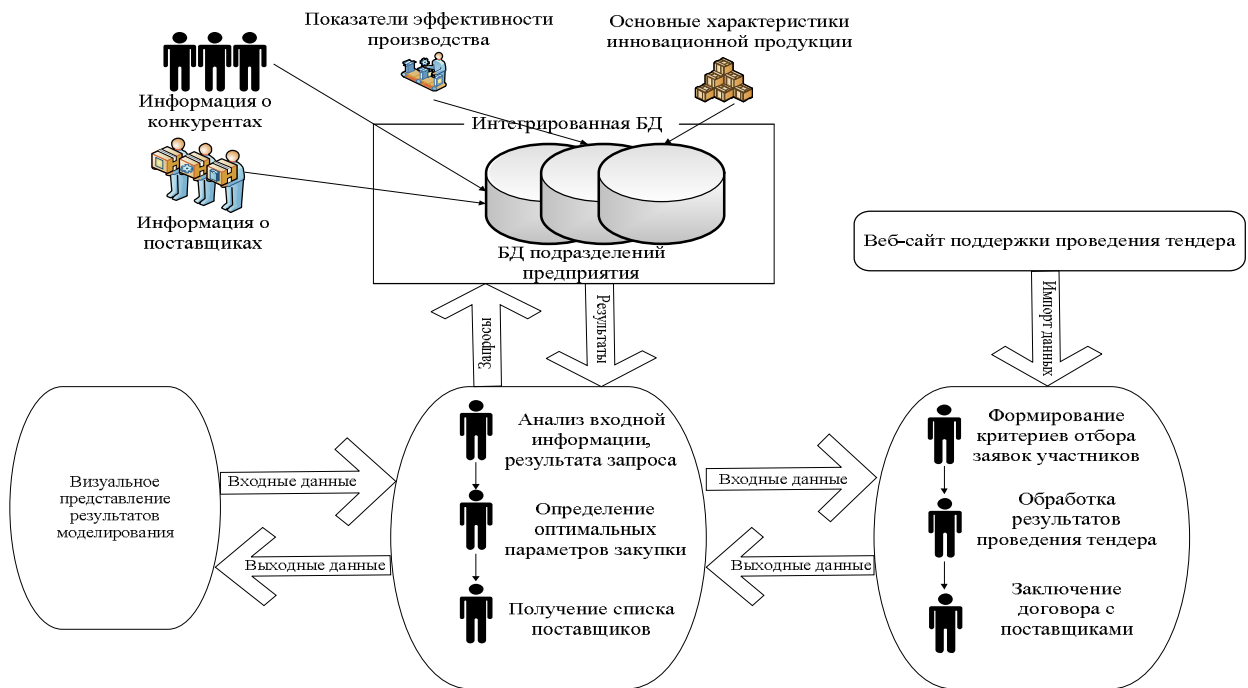 Показатели эффективности
производства
Основные характеристики
инновационной продукции
Информация о
конкурентах
Интегрированная БД
Информация о
поставщиках
БД подразделений
предприятия
Веб-сайт поддержки проведения тендера
Запросы
Результаты
Импорт данных
Визуальное
представление
результатов
моделирования
Входные данные
Выходные данные
Анализ входной
информации,
результата запроса
Определение
оптимальных
параметров закупки
Получение списка
поставщиков
Входные данные
Выходные данные
Формирование
критериев отбора
заявок участников
Обработка
результатов
проведения тендера
Заключение
договора с
поставщиками